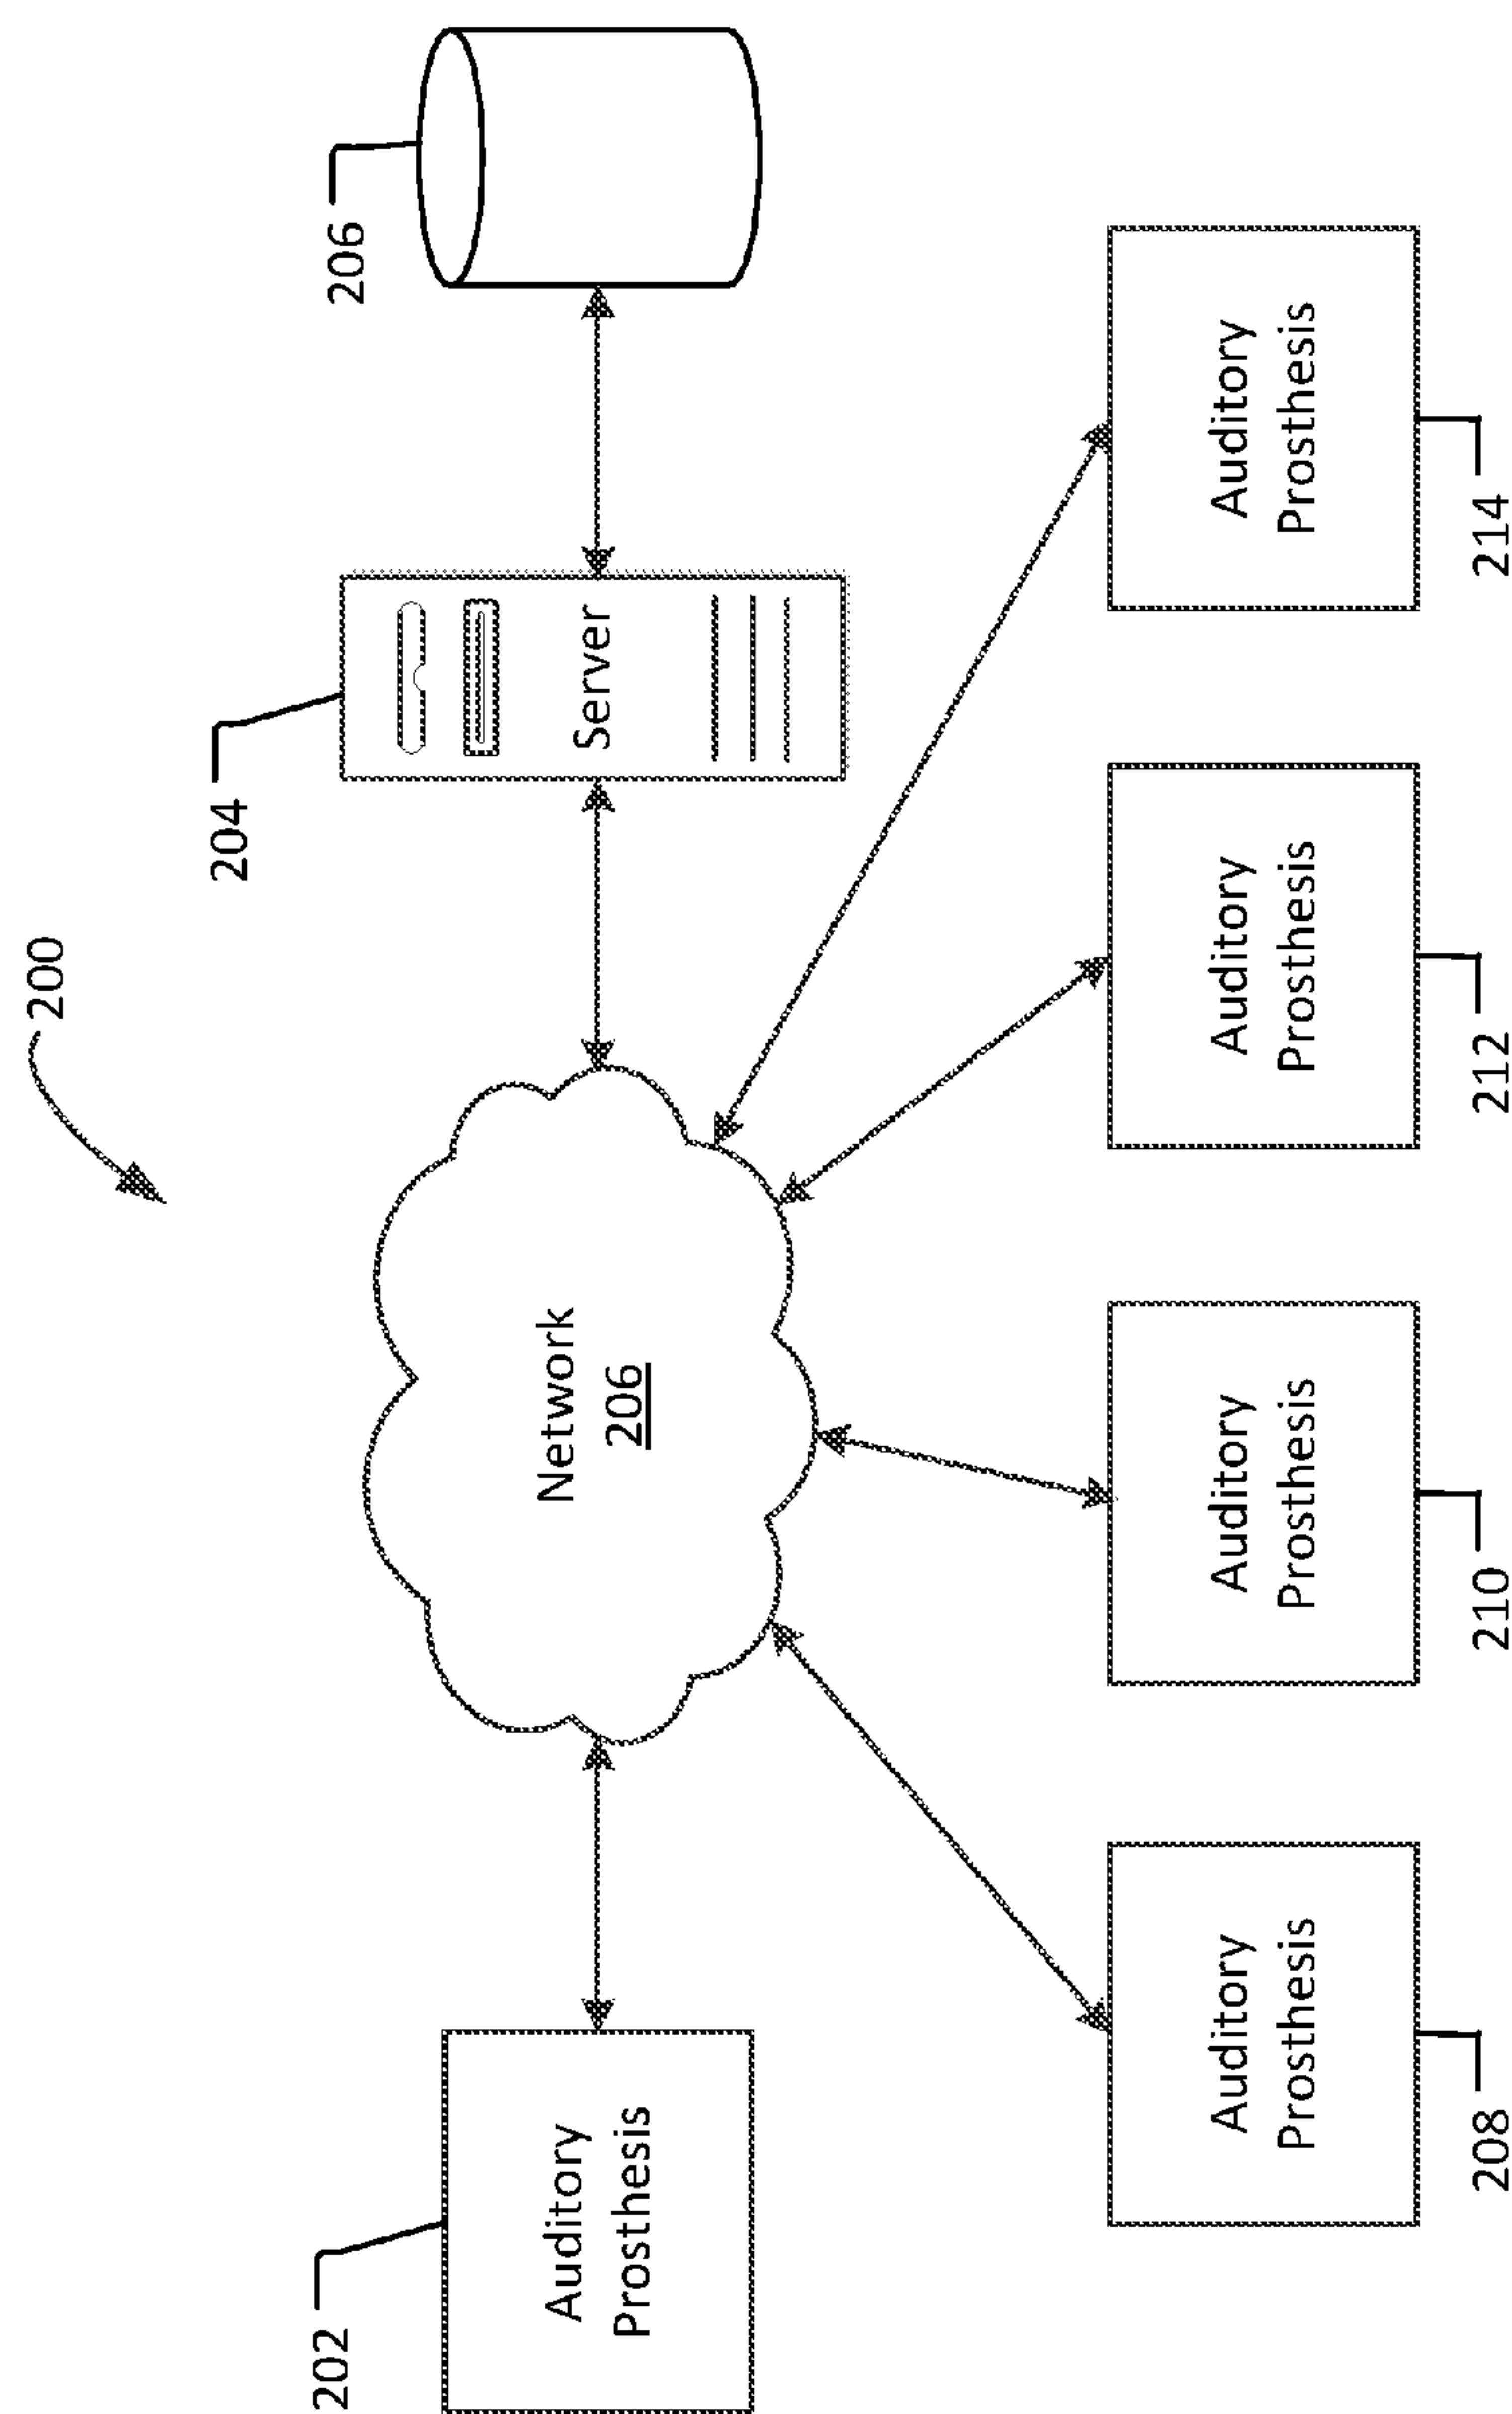 200
204
206
202
Server
Network
206
Auditory
Prosthesis
Auditory
Prosthesis
Auditory
Prosthesis
Auditory
Prosthesis
Auditory
Prosthesis
208
210
212
214